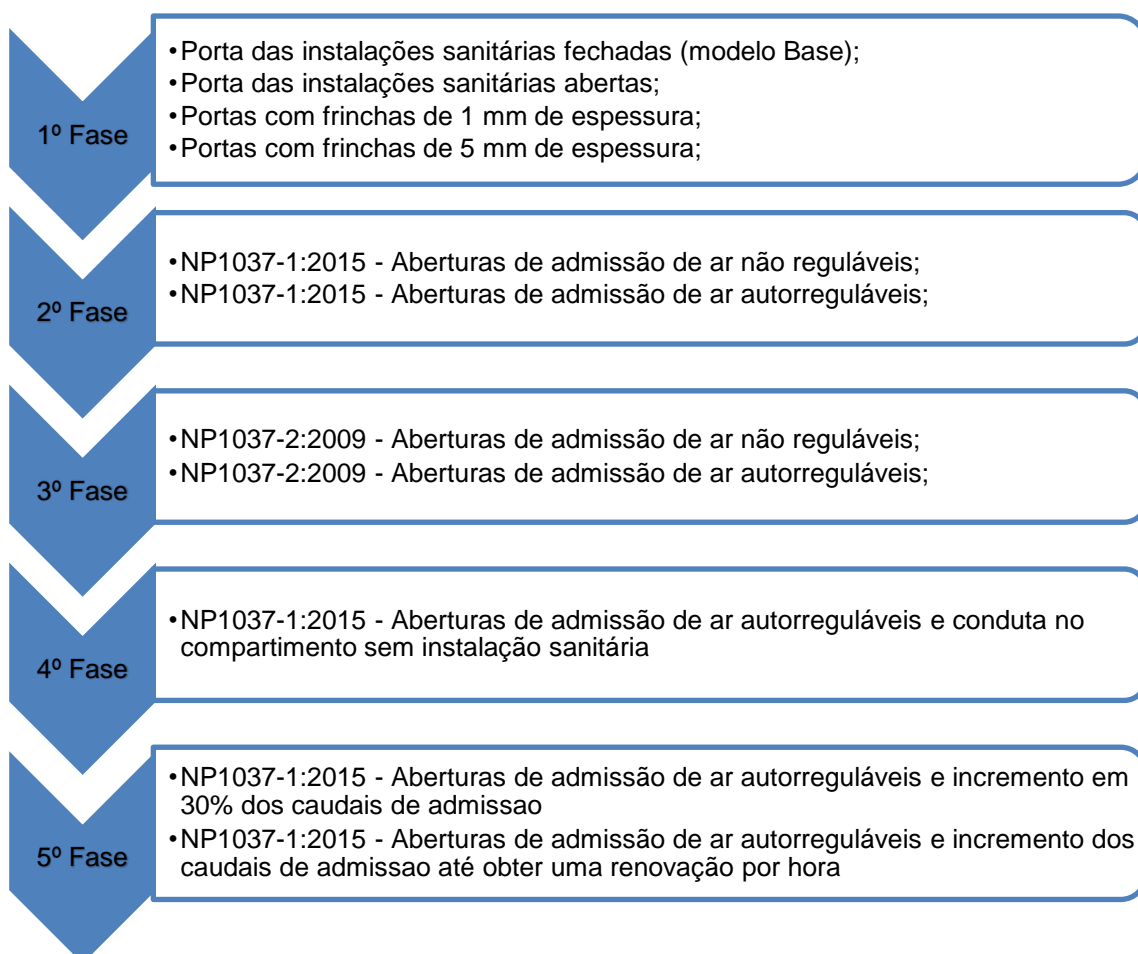 1º Fase
•Porta das instalações sanitárias fechadas (modelo Base);
•Porta das instalações sanitárias abertas;
•Portas com frinchas de 1 mm de espessura;
•Portas com frinchas de 5 mm de espessura;
2º Fase
•NP1037-1:2015 - Aberturas de admissão de ar não reguláveis;
•NP1037-1:2015 - Aberturas de admissão de ar autorreguláveis;
3º Fase
•NP1037-2:2009 - Aberturas de admissão de ar não reguláveis;
•NP1037-2:2009 - Aberturas de admissão de ar autorreguláveis;
4º Fase
•NP1037-1:2015 - Aberturas de admissão de ar autorreguláveis e conduta no
compartimento sem instalação sanitária
5º Fase
•NP1037-1:2015 - Aberturas de admissão de ar autorreguláveis e incremento em
30% dos caudais de admissao
•NP1037-1:2015 - Aberturas de admissão de ar autorreguláveis e incremento dos
caudais de admissao até obter uma renovação por hora